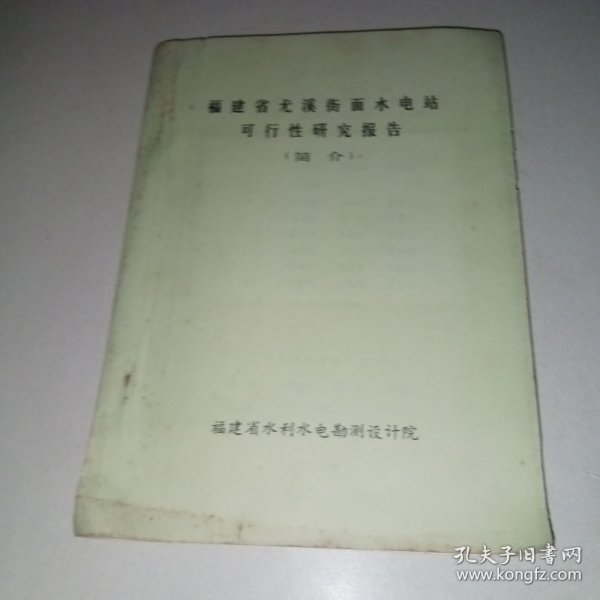 福建省尤溪街面水电站
可行性研究报告
（简介）
福建省水利水电勘测设计院
孔夫子旧书网
www.kongfz.com